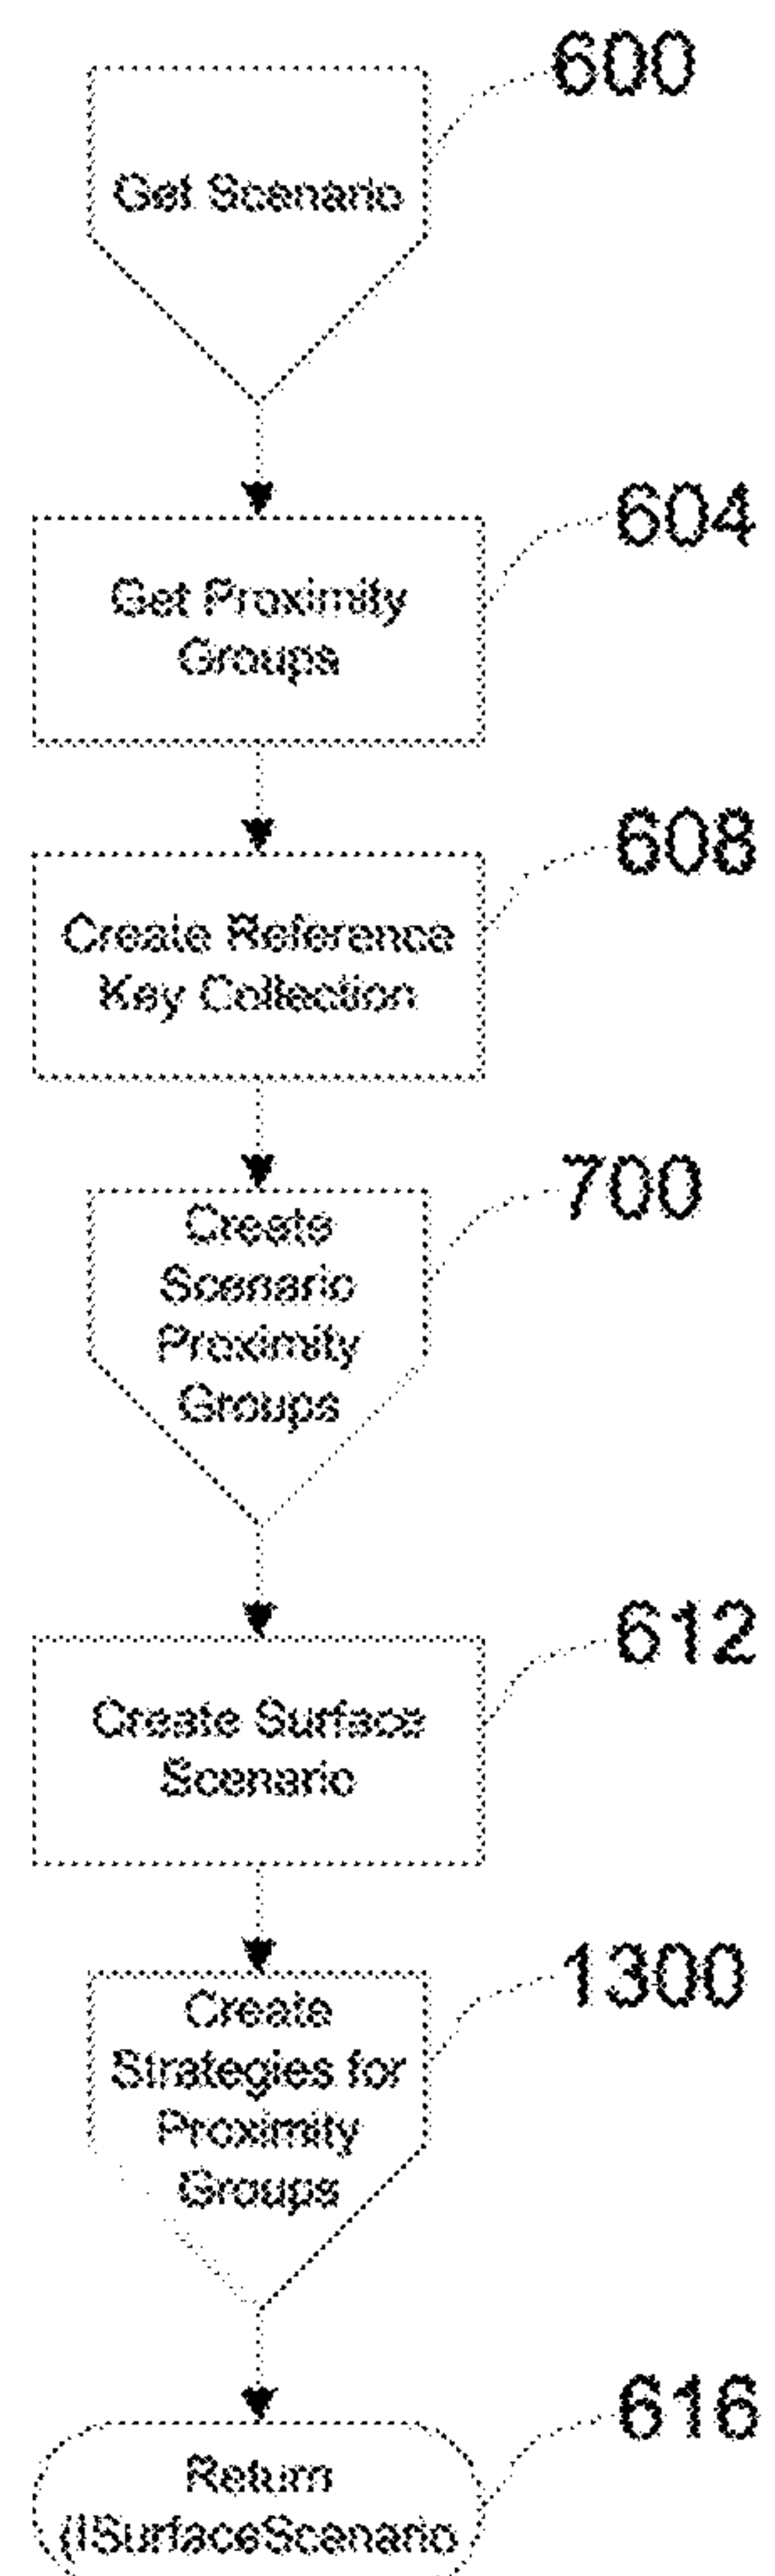 600
Get Scenario
604
Get Proximity
Groups
608
Create Reference
Key Collection
700
Create
Scenario
Proximity
Groups
612
Create Surface
Scenario
1300
Create
Strategies for
Proximity
Groups
616
Return
(ISurfaceScenario